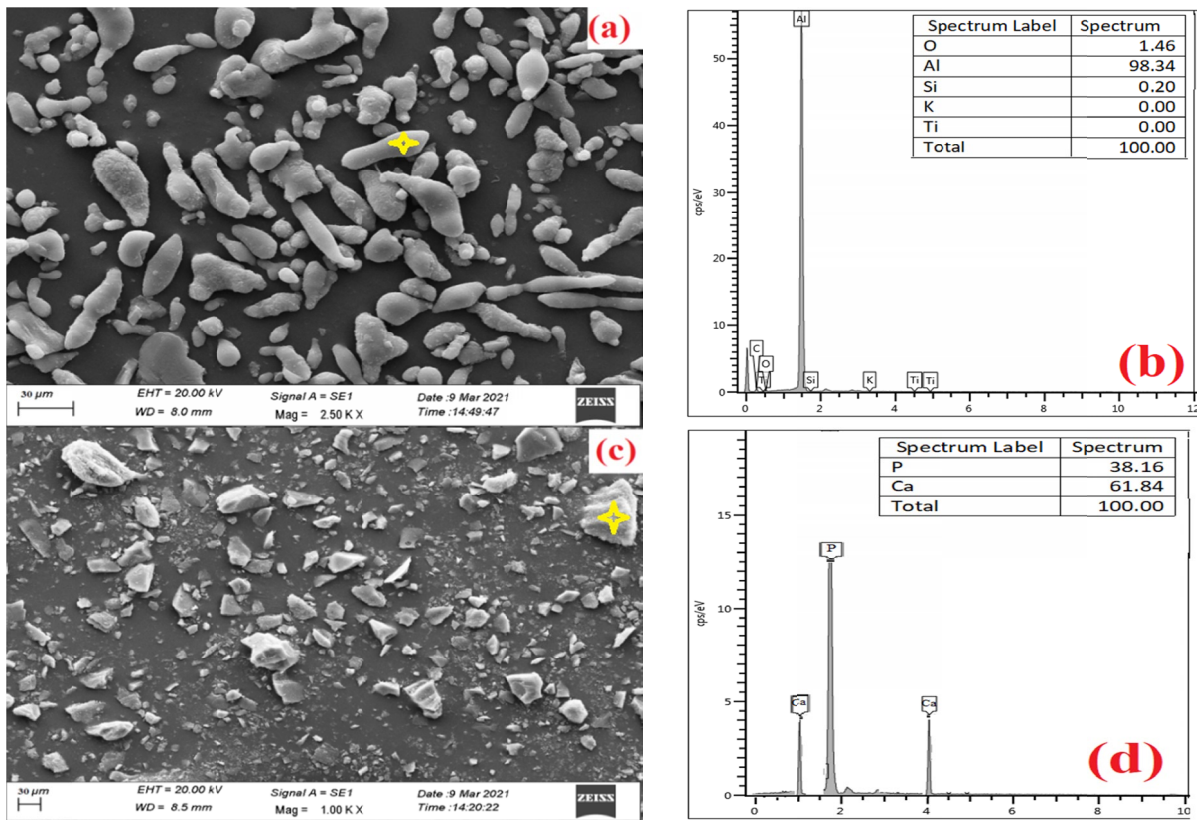 (a)
30 µm
EHT = 20.00 kV
WD = 8.0 mm
Signal A = SE1
Mag = 2.50 K X
Date :9 Mar 2021
Time :14:49:47
ZEISS
Spectrum Label Spectrum
O 1.46
Al 98.34
Si 0.20
K 0.00
Ti 0.00
Total 100.00
Al
50
40
30
20
10
0
cps/eV
C
O
Si
K
Ti
Ti
0 2 4 6 8 10 12
(b)
(c)
30 µm
EHT = 20.00 kV
WD = 8.5 mm
Signal A = SE1
Mag = 1.00 K X
Date :9 Mar 2021
Time :14:20:22
ZEISS
Spectrum Label Spectrum
P 38.16
Ca 61.84
Total 100.00
15
10
5
0
cps/eV
P
Ca
Ca
0 2 4 6 8 10
(d)